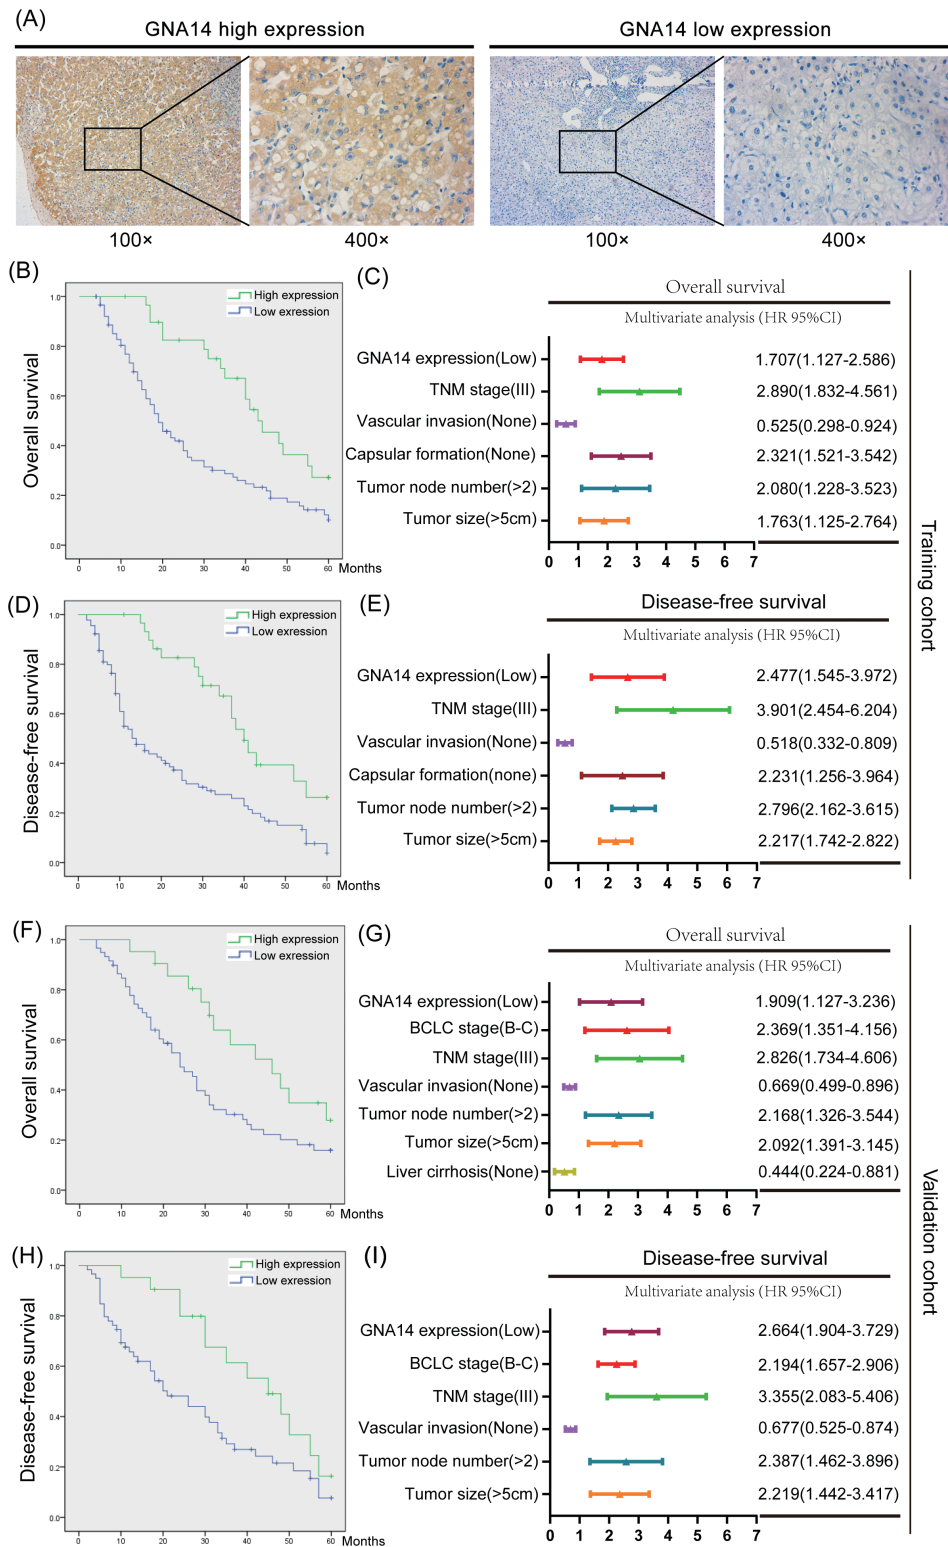 (A)
GNA14 high expression
GNA14 low expression
100×
400×
100×
400×
(B)
Overall survival
1.0
0.8
0.6
0.4
0.2
0.0
High expression
Low exression
0 10 20 30 40 50 60 Months
(C)
Overall survival
Multivariate analysis (HR 95%CI)
GNA14 expression(Low) 1.707(1.127-2.586)
TNM stage(III) 2.890(1.832-4.561)
Vascular invasion(None) 0.525(0.298-0.924)
Capsular formation(None) 2.321(1.521-3.542)
Tumor node number(>2) 2.080(1.228-3.523)
Tumor size(>5cm) 1.763(1.125-2.764)
0 1 2 3 4 5 6 7
(D)
Disease-free survival
1.0
0.8
0.6
0.4
0.2
0.0
High expression
Low exression
0 10 20 30 40 50 60 Months
(E)
Disease-free survival
Multivariate analysis (HR 95%CI)
GNA14 expression(Low) 2.477(1.545-3.972)
TNM stage(III) 3.901(2.454-6.204)
Vascular invasion(None) 0.518(0.332-0.809)
Capsular formation(none) 2.231(1.256-3.964)
Tumor node number(>2) 2.796(2.162-3.615)
Tumor size(>5cm) 2.217(1.742-2.822)
0 1 2 3 4 5 6 7
Training cohort
(F)
Overall survival
1.0
0.8
0.6
0.4
0.2
0.0
High expression
Low exression
0 10 20 30 40 50 60 Months
(G)
Overall survival
Multivariate analysis (HR 95%CI)
GNA14 expression(Low) 1.909(1.127-3.236)
BCLC stage(B-C) 2.369(1.351-4.156)
TNM stage(III) 2.826(1.734-4.606)
Vascular invasion(None) 0.669(0.499-0.896)
Tumor node number(>2) 2.168(1.326-3.544)
Tumor size(>5cm) 2.092(1.391-3.145)
Liver cirrhosis(None) 0.444(0.224-0.881)
0 1 2 3 4 5 6 7
(H)
Disease-free survival
1.0
0.8
0.6
0.4
0.2
0.0
High expression
Low exression
0 10 20 30 40 50 60 Months
(I)
Disease-free survival
Multivariate analysis (HR 95%CI)
GNA14 expression(Low) 2.664(1.904-3.729)
BCLC stage(B-C) 2.194(1.657-2.906)
TNM stage(III) 3.355(2.083-5.406)
Vascular invasion(None) 0.677(0.525-0.874)
Tumor node number(>2) 2.387(1.462-3.896)
Tumor size(>5cm) 2.219(1.442-3.417)
0 1 2 3 4 5 6 7
Validation cohort